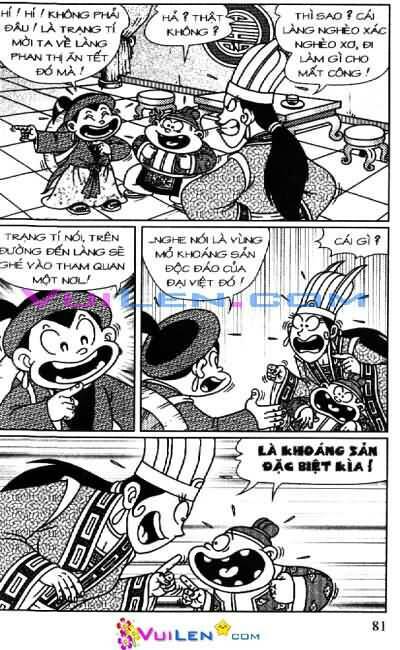 HÍ! HÍ! KHÔNG PHẢI
ĐÂU! LÀ TRẠNG TÍ
MỜI TA VỀ LÀNG
PHAN THỊ ĂN TẾT
ĐÓ MÀ!
HẢ? THẬT
KHÔNG?
THÌ SAO? CÁI
LÀNG NGHÈO XÁC
NGHÈO XƠ, ĐI
LÀM GÌ CHO
MẤT CÔNG!
TRẠNG TÍ NÓI, TRÊN
ĐƯỜNG ĐẾN LÀNG SẼ
GHÉ VÀO THAM QUAN
MỘT NƠI...
...NGHE NÓI LÀ VÙNG
MỎ KHOÁNG SẢN
ĐỘC ĐÁO CỦA
ĐẠI VIỆT ĐÓ!
CÁI GÌ?
VUILEN.COM
LÀ KHOÁNG SẢN
ĐẶC BIỆT KÌA!
81
VUILEN.COM